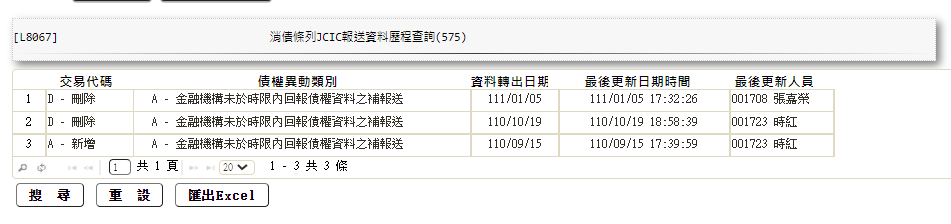 [L8067] 消債條列JCIC報送資料歷程查詢(575)
交易代碼 債權異動類別 資料轉出日期 最後更新日期時間 最後更新人員
1 D - 刪除 A - 金融機構未於時限內回報債權資料之補報送 111/01/05 111/01/05 17:32:26 001708 張嘉榮
2 D - 刪除 A - 金融機構未於時限內回報債權資料之補報送 110/10/19 110/10/19 18:58:39 001723 時紅
3 A - 新增 A - 金融機構未於時限內回報債權資料之補報送 110/09/15 110/09/15 17:39:59 001723 時紅
1 共 1 頁 20 1 - 3 共 3 條
搜 尋 重 設 匯出Excel